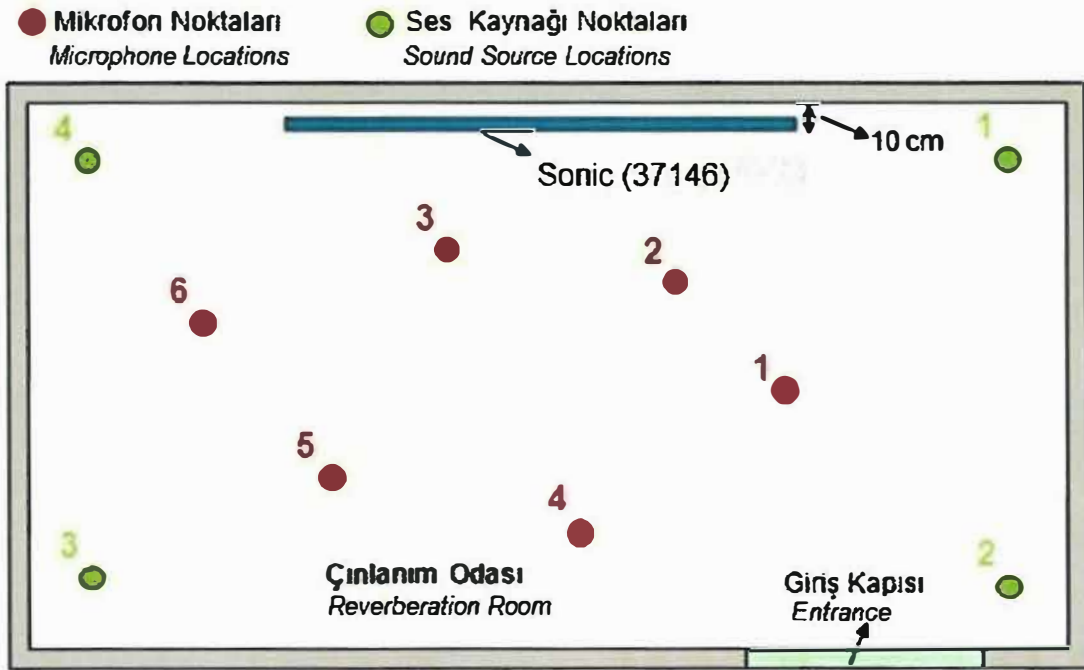 Mikrofon Noktaları
Microphone Locations
Ses Kaynağı Noktaları
Sound Source Locations
4
1
10 cm
Sonic (37146)
3
2
6
1
5
4
3
2
Çınlanım Odası
Reverberation Room
Giriş Kapısı
Entrance